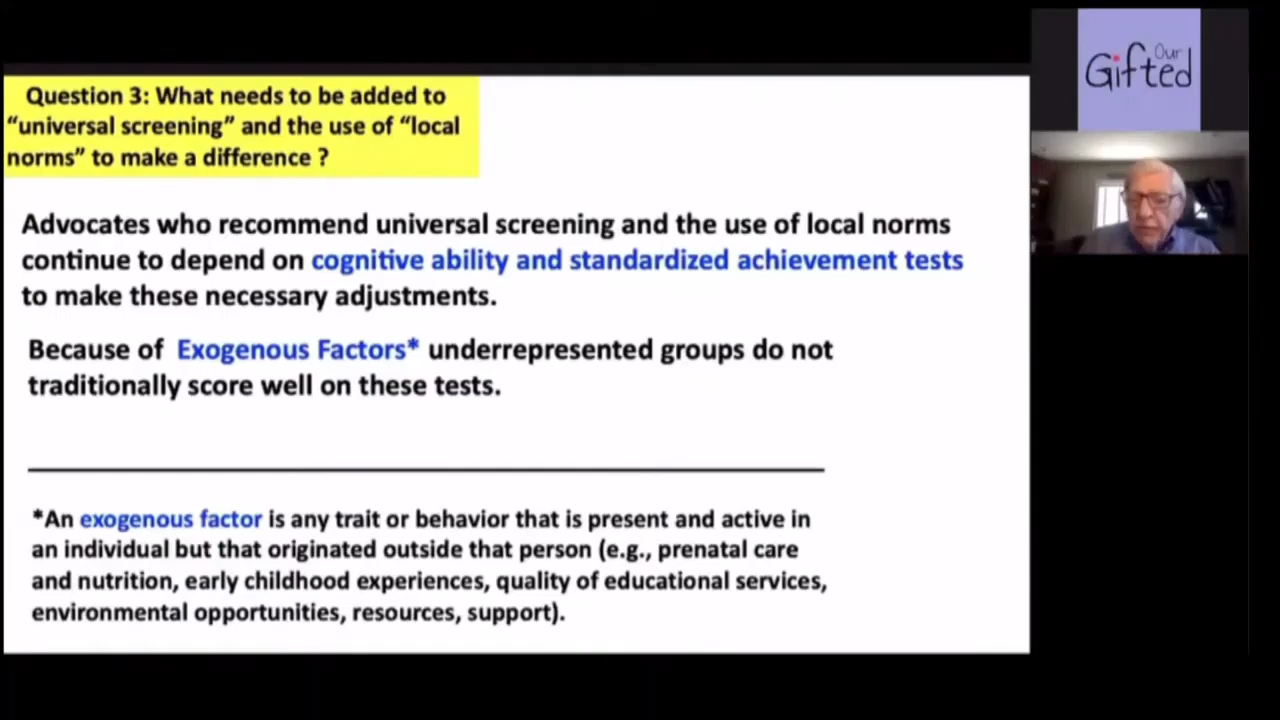 Question 3: What needs to be added to
“universal screening” and the use of “local
norms” to make a difference ?
Advocates who recommend universal screening and the use of local norms
continue to depend on cognitive ability and standardized achievement tests
to make these necessary adjustments.
Because of Exogenous Factors* underrepresented groups do not
traditionally score well on these tests.
*An exogenous factor is any trait or behavior that is present and active in
an individual but that originated outside that person (e.g., prenatal care
and nutrition, early childhood experiences, quality of educational services,
environmental opportunities, resources, support).
Our
Gifted